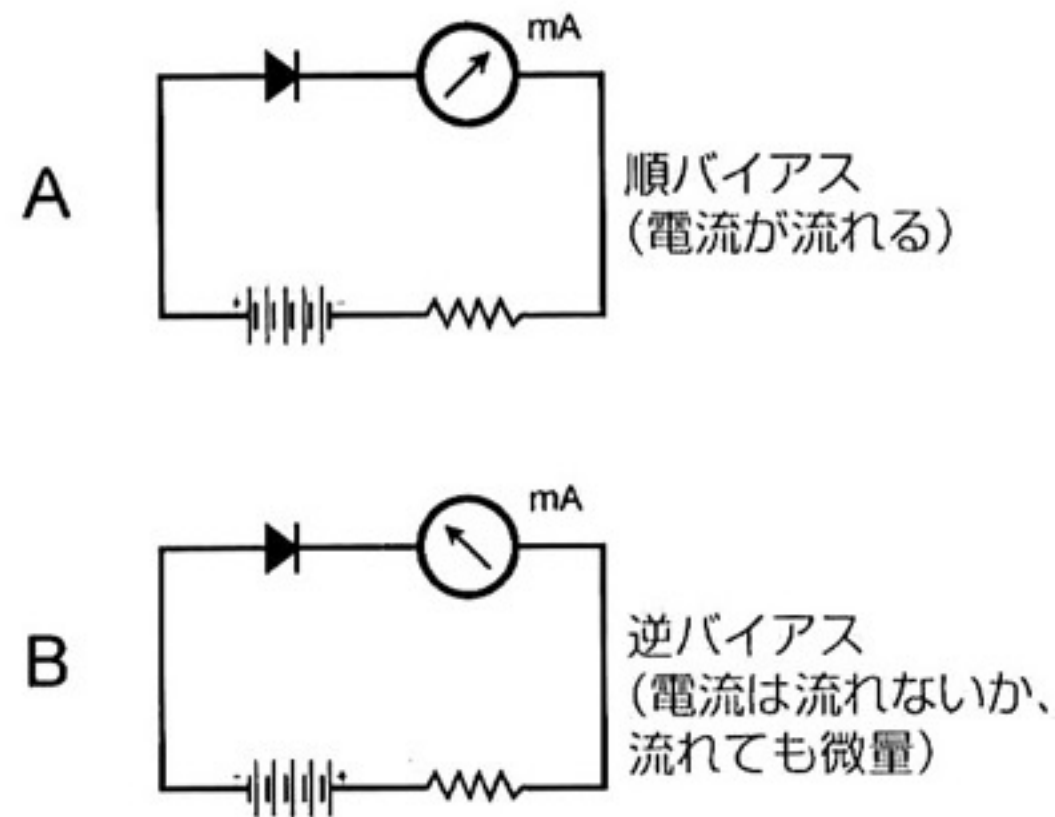 mA
A
順バイアス
(電流が流れる)
+ -
mA
B
逆バイアス
(電流は流れないか、
流れても微量)
- +